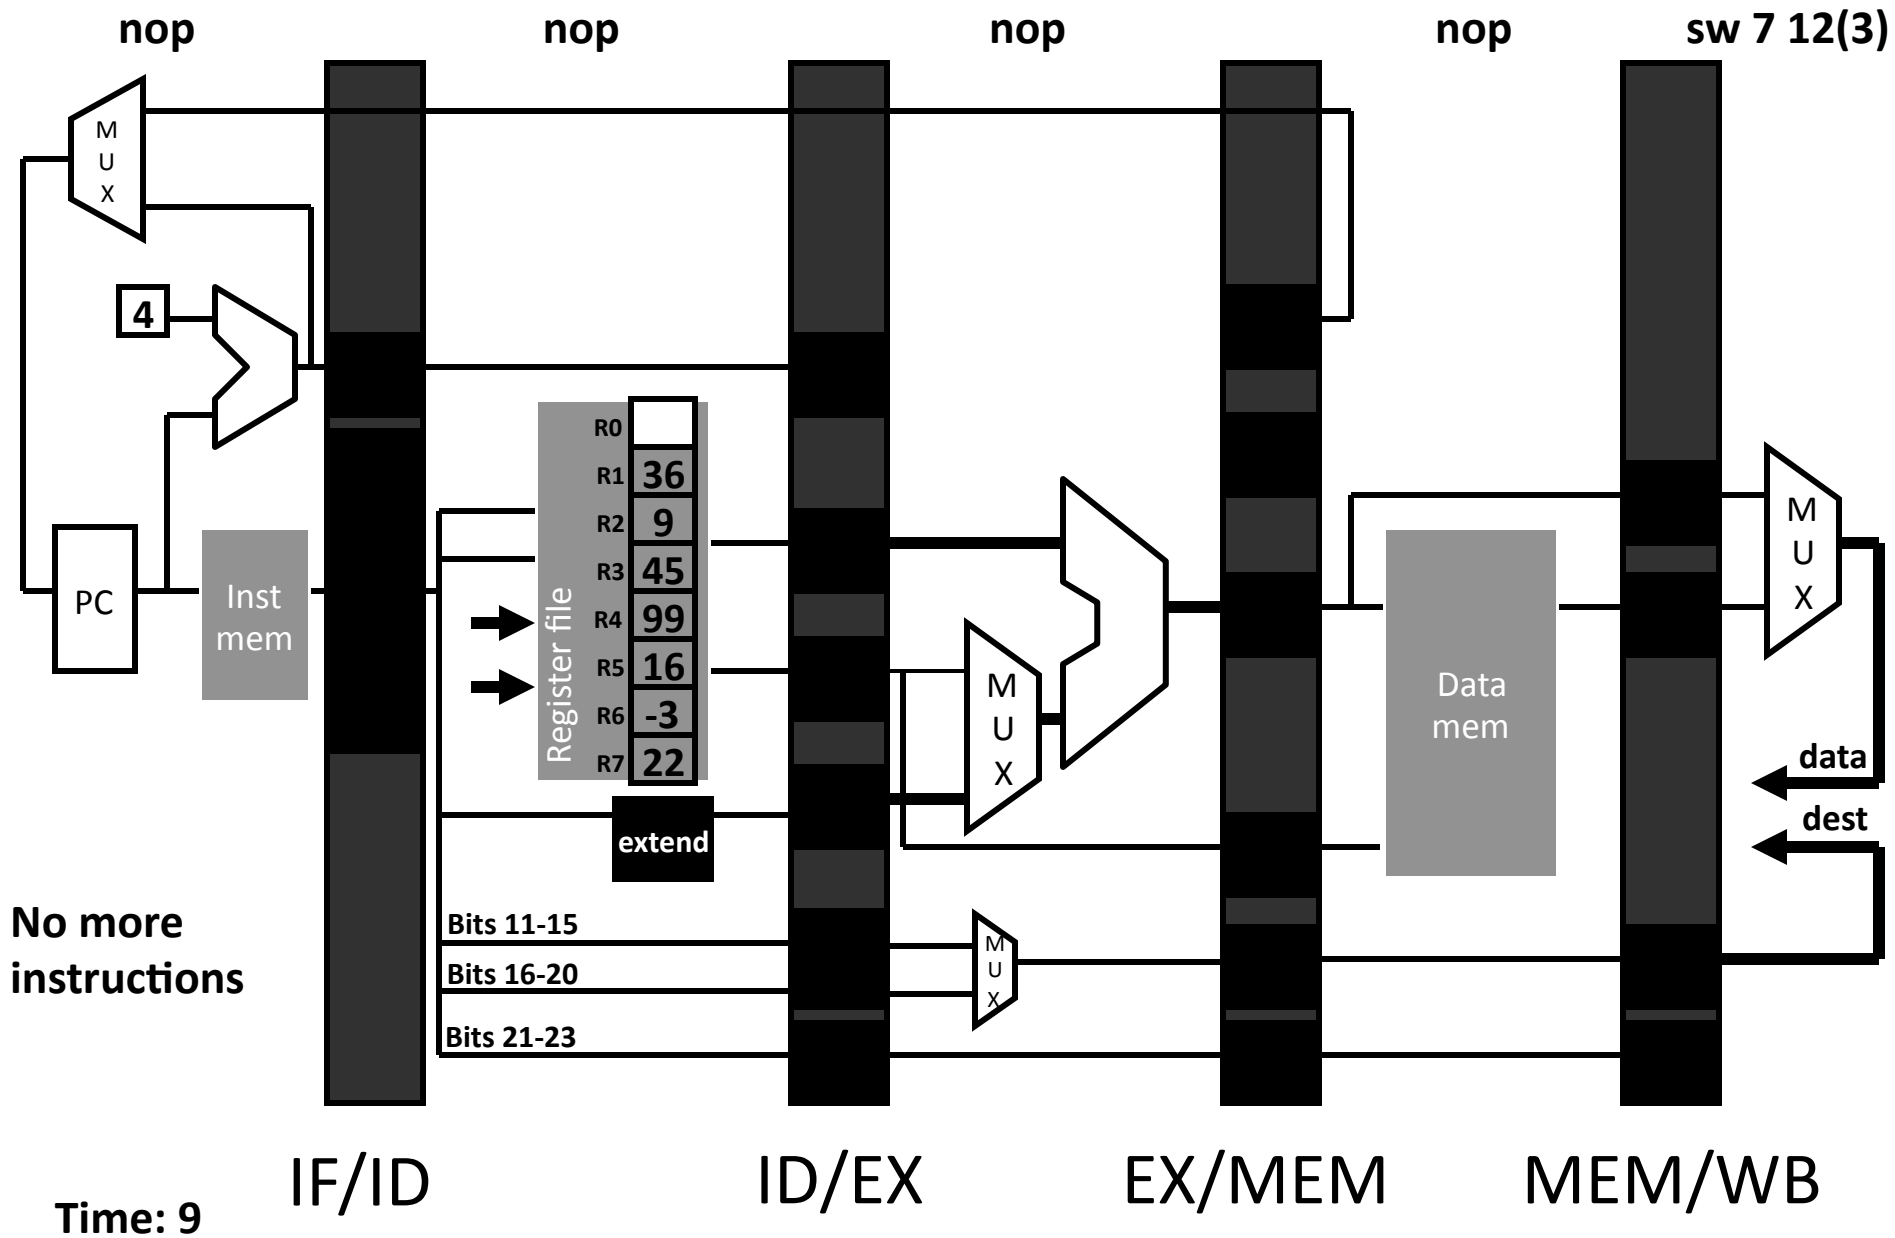 nop
nop
nop
nop
sw 7 12(3)
M
U
X
4
PC
Inst
mem
Register file
R0
R1 36
R2 9
R3 45
R4 99
R5 16
R6 -3
R7 22
extend
M
U
X
Data
mem
M
U
X
data
dest
No more
instructions
Bits 11-15
Bits 16-20
Bits 21-23
M
U
X
IF/ID
ID/EX
EX/MEM
MEM/WB
Time: 9